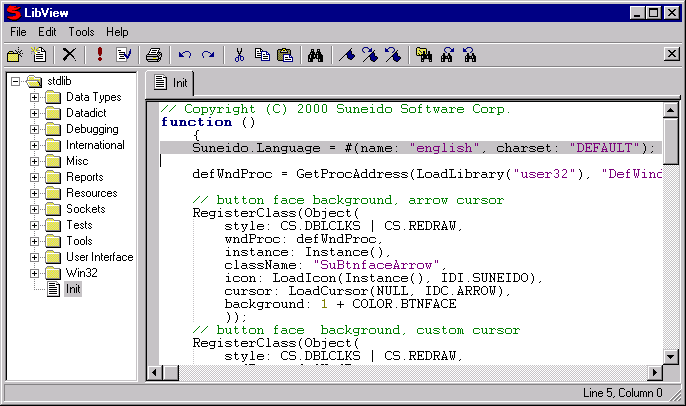 LibView
File Edit Tools Help
stdlib
Data Types
Datadict
Debugging
International
Misc
Reports
Resources
Sockets
Tests
Tools
User Interface
Win32
Init
Init
// Copyright (C) 2000 Suneido Software Corp.
function ()
{
Suneido.Language = #(name: "english", charset: "DEFAULT");
defWndProc = GetProcAddress(LoadLibrary("user32"), "DefWind
// button face background, arrow cursor
RegisterClass(Object(
style: CS.DBLCLKS | CS.REDRAW,
wndProc: defWndProc,
instance: Instance(),
className: "SuBtnfaceArrow",
icon: LoadIcon(Instance(), IDI.SUNEIDO),
cursor: LoadCursor(NULL, IDC.ARROW),
background: 1 + COLOR.BTNFACE
));
// button face  background, custom cursor
RegisterClass(Object(
style: CS.DBLCLKS | CS.REDRAW,
Line 5, Column 0